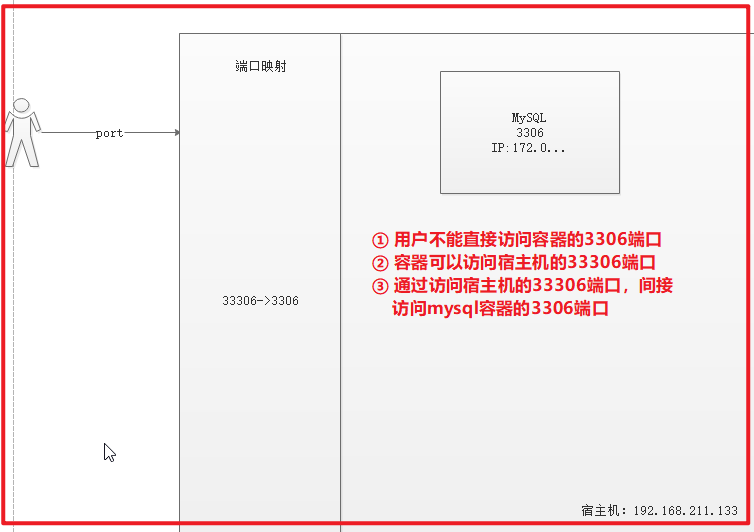 端口映射
MySQL
3306
IP:172.0...
port
① 用户不能直接访问容器的3306端口
② 容器可以访问宿主机的33306端口
③ 通过访问宿主机的33306端口，间接
访问mysql容器的3306端口
33306->3306
宿主机：192.168.211.133